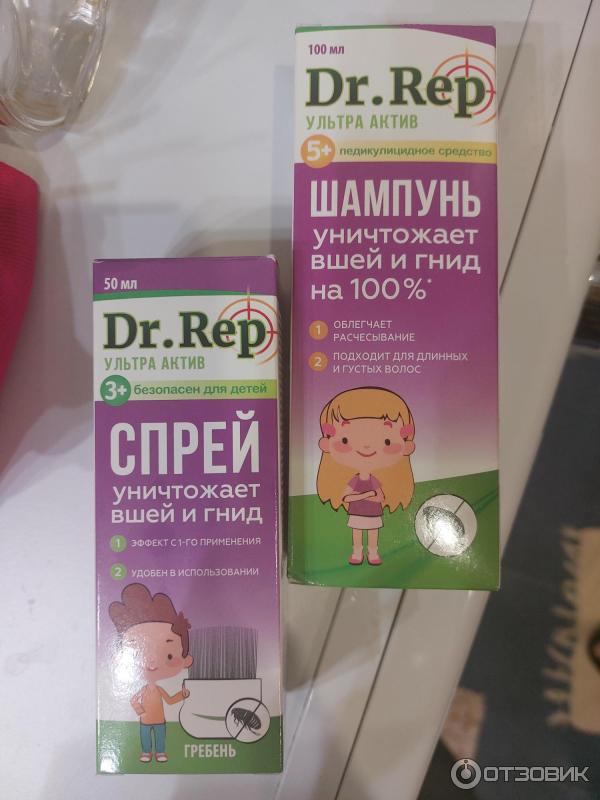 50 мл
Dr. Rep
УЛЬТРА АКТИВ
3+ безопасен для детей
СПРЕЙ
уничтожает
вшей и гнид
1 ЭФФЕКТ С 1-ГО ПРИМЕНЕНИЯ
2 УДОБЕН В ИСПОЛЬЗОВАНИИ
ГРЕБЕНЬ
100 мл
Dr. Rep
УЛЬТРА АКТИВ
5+ педикулицидное средство
ШАМПУНЬ
уничтожает
вшей и гнид
на 100%*
1 ОБЛЕГЧАЕТ
РАСЧЕСЫВАНИЕ
2 ПОДХОДИТ ДЛЯ ДЛИННЫХ
И ГУСТЫХ ВОЛОС
ОТЗОВИК